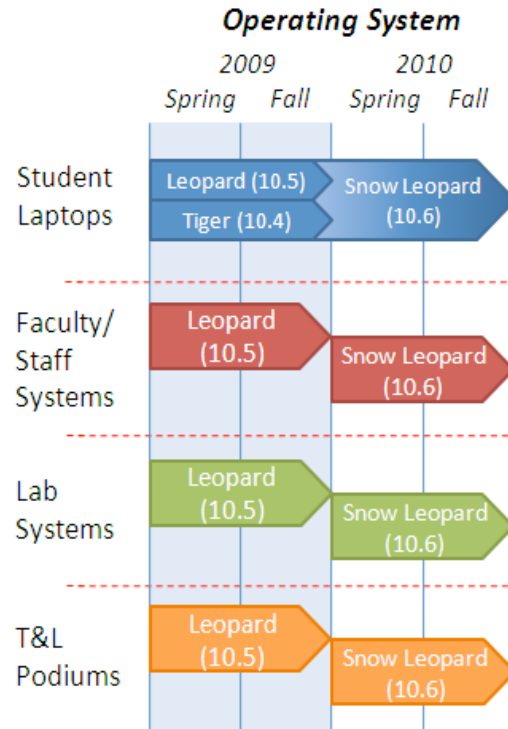 Operating System
2009 2010
Spring Fall Spring Fall
Student
Laptops
Leopard (10.5)
Tiger (10.4)
Snow Leopard
(10.6)
Faculty/
Staff
Systems
Leopard
(10.5)
Snow Leopard
(10.6)
Lab
Systems
Leopard
(10.5)
Snow Leopard
(10.6)
T&L
Podiums
Leopard
(10.5)
Snow Leopard
(10.6)